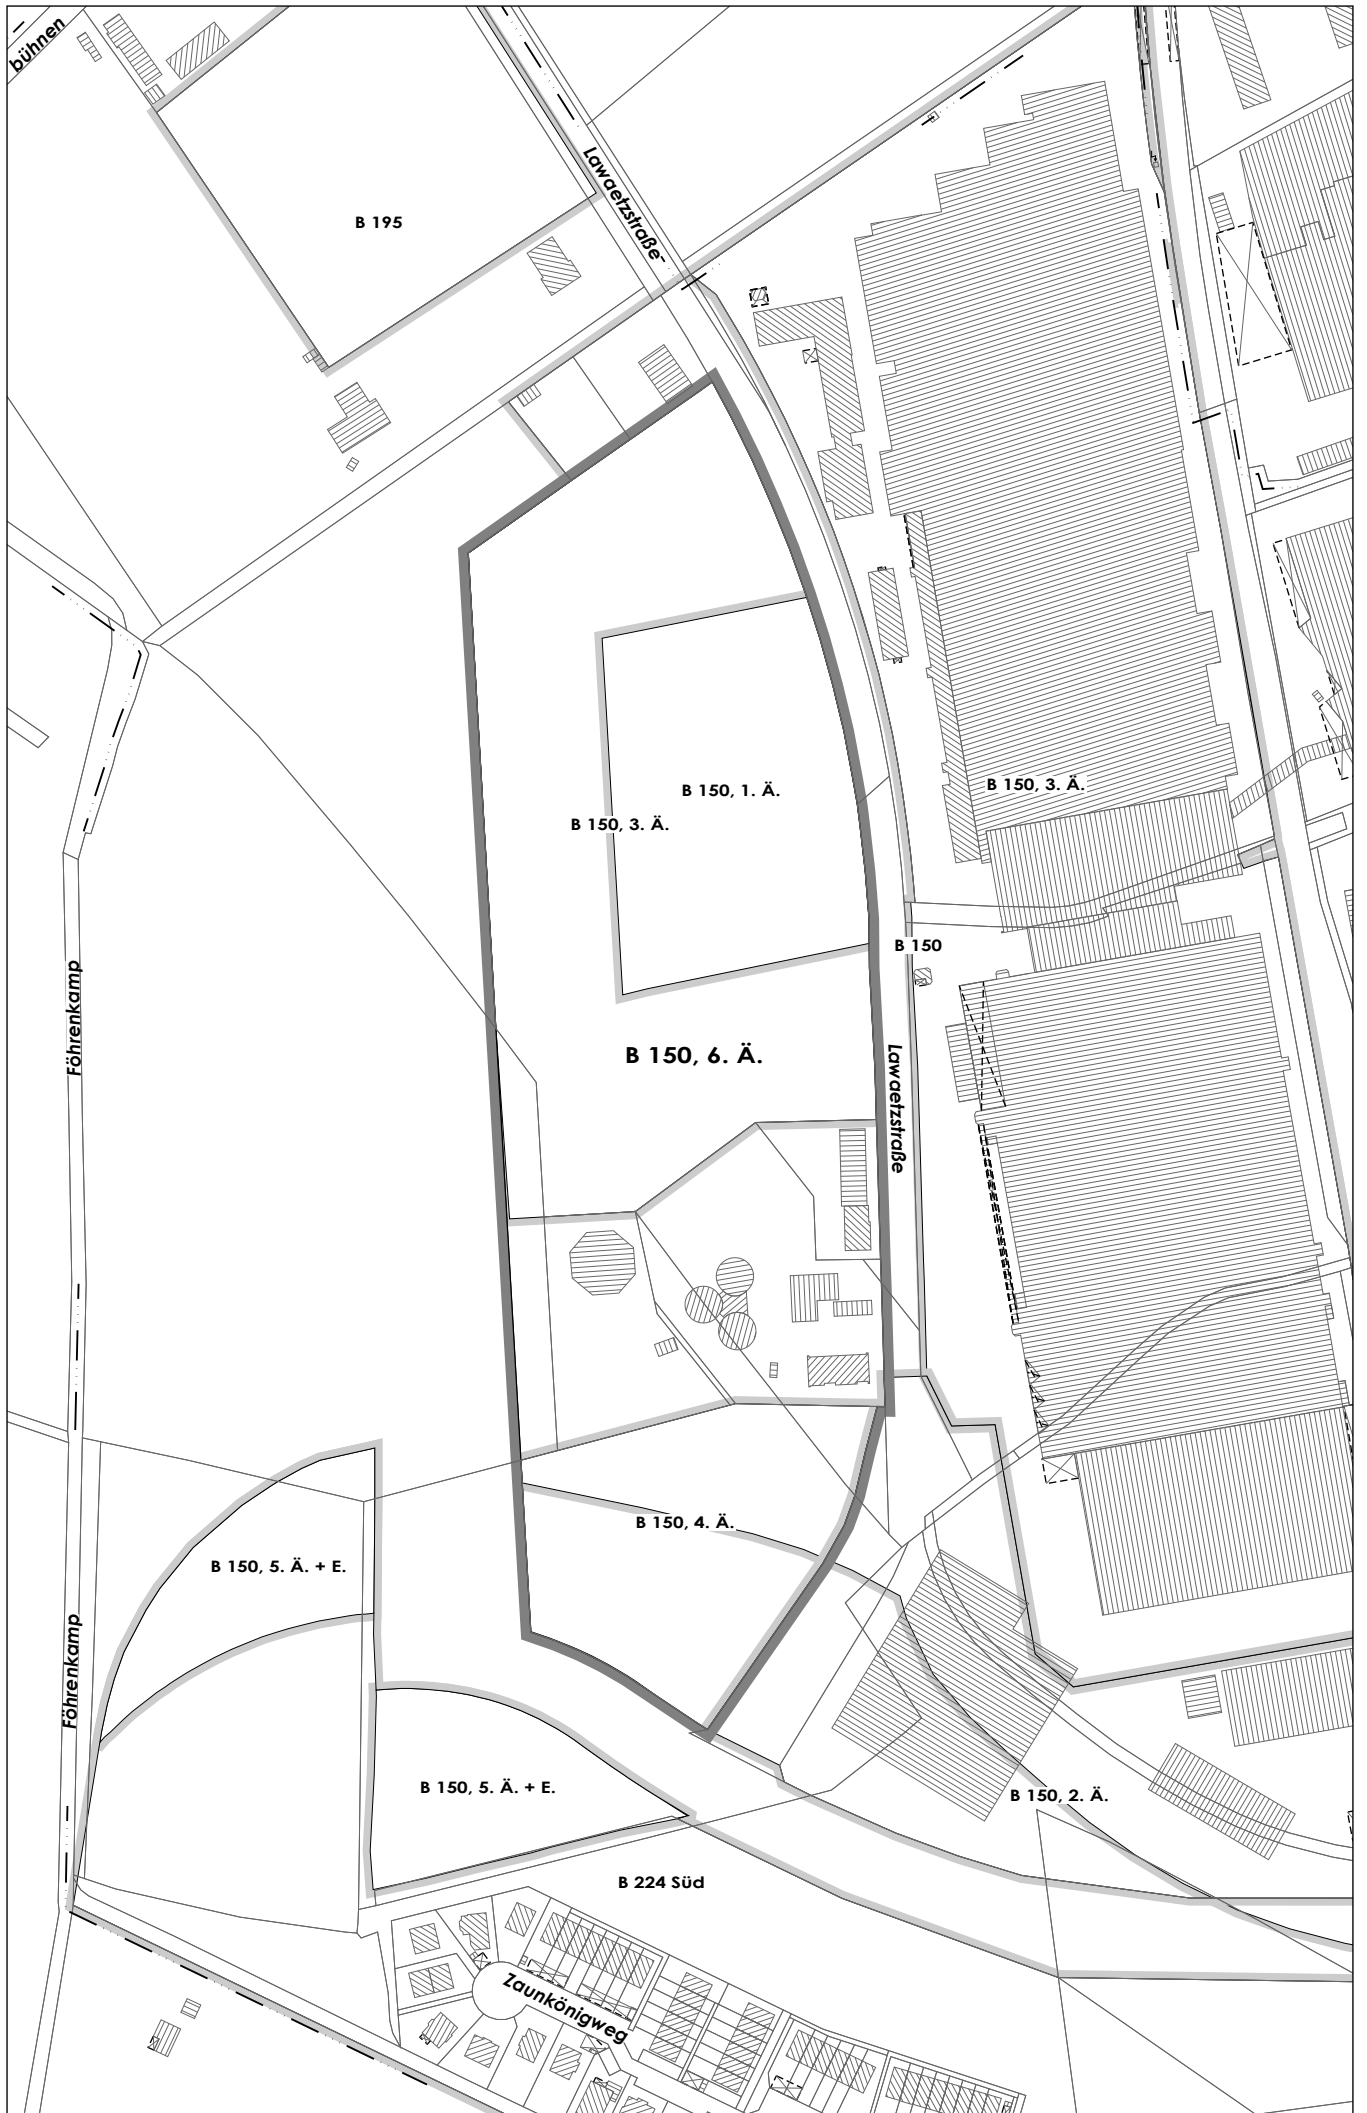 bühnen
Lawaetzstraße
B 195
B 150, 1. Ä.
B 150, 3. Ä.
B 150, 3. Ä.
B 150
Föhrenkamp
B 150, 6. Ä.
Lawaetzstraße
B 150, 4. Ä.
B 150, 5. Ä. + E.
Föhrenkamp
B 150, 5. Ä. + E.
B 150, 2. Ä.
B 224 Süd
Zaunkönigweg